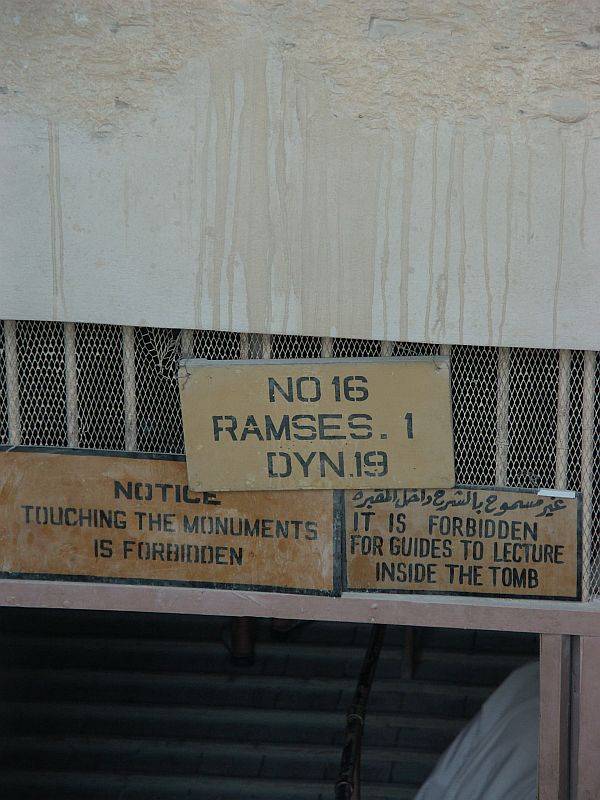 NO 16
RAMSES. 1
DYN.19
NOTICE
TOUCHING THE MONUMENTS
IS FORBIDDEN
غير مسموح بالشرح داخل المقبرة
IT IS FORBIDDEN
FOR GUIDES TO LECTURE
INSIDE THE TOMB